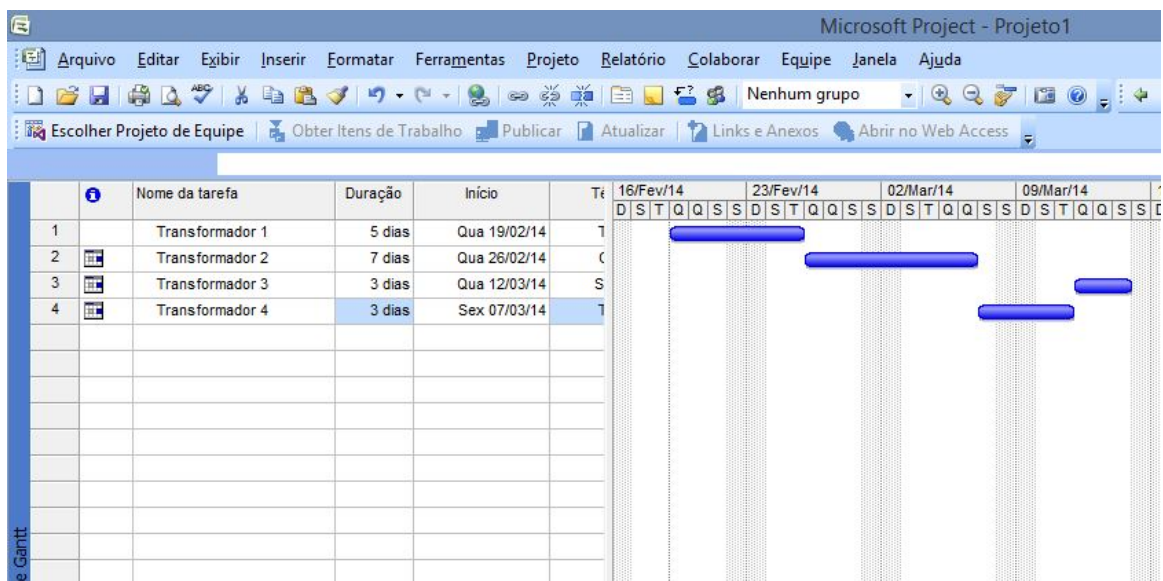 Microsoft Project - Projeto1
Arquivo Editar Exibir Inserir Formatar Ferramentas Projeto Relatório Colaborar Equipe Janela Ajuda
ABC Nenhum grupo
Escolher Projeto de Equipe Obter Itens de Trabalho Publicar Atualizar Links e Anexos Abrir no Web Access
Nome da tarefa Duração Início Té 16/Fev/14 23/Fev/14 02/Mar/14 09/Mar/14 1
D S T Q Q S S D S T Q Q S S D S T Q Q S S D S T Q Q S S D
1 Transformador 1 5 dias Qua 19/02/14 T
2 Transformador 2 7 dias Qua 26/02/14 Q
3 Transformador 3 3 dias Qua 12/03/14 S
4 Transformador 4 3 dias Sex 07/03/14 T
e Gantt